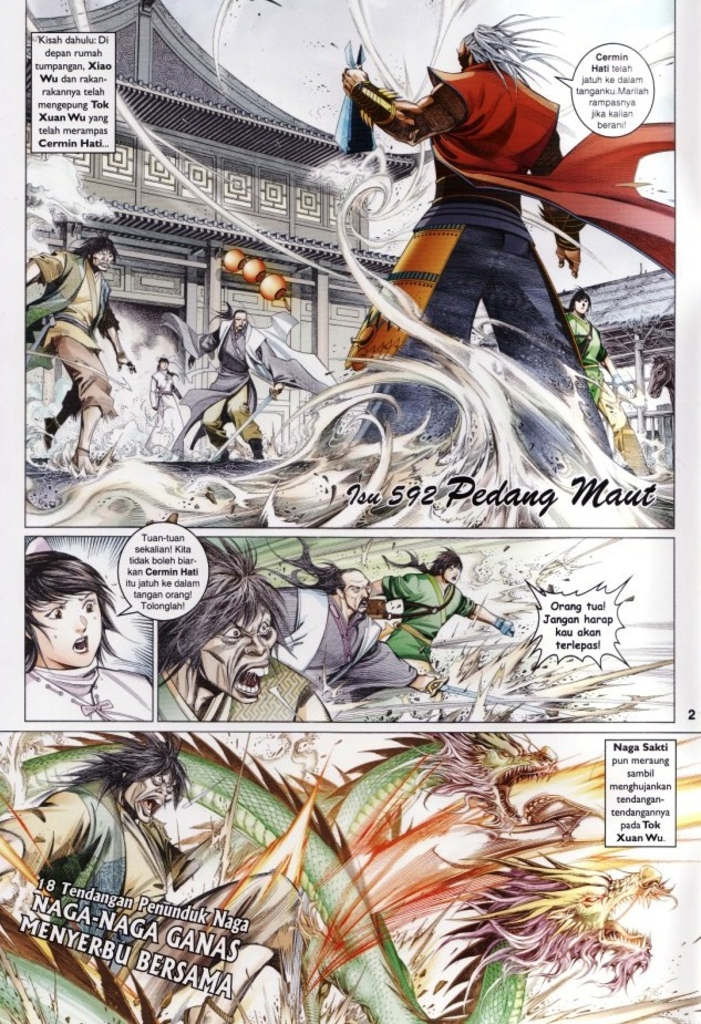 Kisah dahulu: Di
depan rumah
tumpangan, Xiao
Wu dan rakan-
rakannya telah
mengepung Tok
Xuan Wu yang
telah merampas
Cermin Hati...
Cermin
Hati telah
jatuh ke dalam
tanganku.Marilah
rampasnya
jika kalian
berani!
Isu 592 Pedang Maut
Tuan-tuan
sekalian! Kita
tidak boleh biar-
kan Cermin Hati
itu jatuh ke dalam
tangan orang!
Tolonglah!
Orang tua!
Jangan harap
kau akan
terlepas!
2
Naga Sakti
pun meraung
sambil
menghujankan
tendangan-
tendangannya
pada Tok
Xuan Wu.
18 Tendangan Penunduk Naga
NAGA-NAGA GANAS
MENYERBU BERSAMA